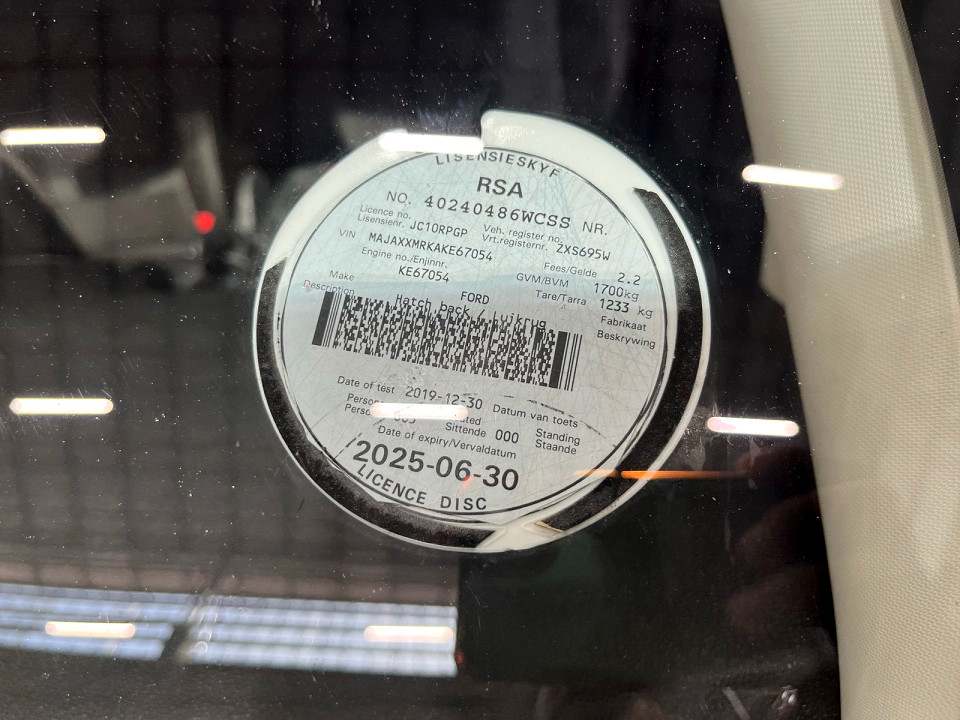 LISENSIESKYF
RSA
NO. 40240486WCSS NR.
Licence no. Veh. register no.
Lisensienr. JC10RPGP Vrt.registernr. ZXS695W
VIN MAJAXXMRKAKE67054 Fees/Gelde 2.2
Engine no./Enjinnr. GVM/BVM 1700kg
KE67054 Tare/Tarra 1233 kg
Make FORD Fabrikaat
Description Hatch back / Luikrug Beskrywing
Date of test 2019-12-30 Datum van toets
Standing
Sittende 000 Staande
Date of expiry/Vervaldatum
2025-06-30
LICENCE DISC